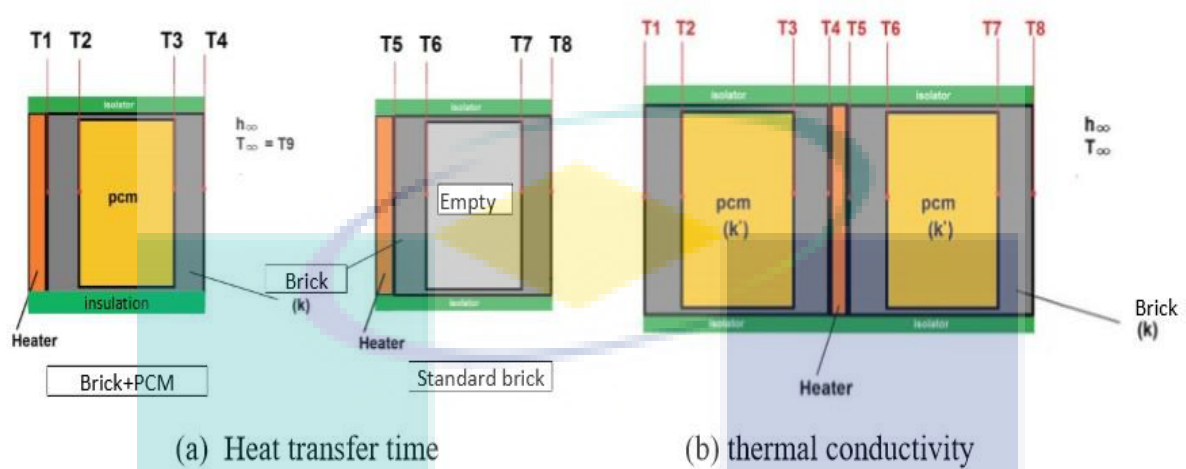 T1 T2 T3 T4
isolator
pcm
h∞
T∞ = T9
insulation
Heater
Brick
(k)
Brick+PCM
T5 T6 T7 T8
isolator
Empty
isolator
Heater
Standard brick
(a) Heat transfer time
T1 T2 T3 T4 T5 T6 T7 T8
isolator isolator
pcm
(k')
pcm
(k')
h∞
T∞
isolator isolator
Brick
(k)
Heater
(b) thermal conductivity